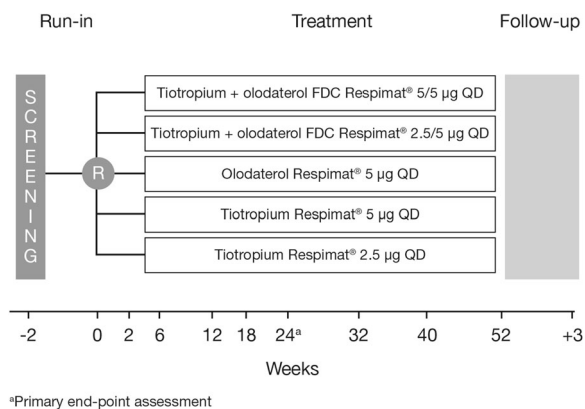 Run-in Treatment Follow-up
SCREENING
R
Tiotropium + olodaterol FDC Respimat® 5/5 µg QD
Tiotropium + olodaterol FDC Respimat® 2.5/5 µg QD
Olodaterol Respimat® 5 µg QD
Tiotropium Respimat® 5 µg QD
Tiotropium Respimat® 2.5 µg QD
-2 0 2 6 12 18 24ᵃ 32 40 52 +3
Weeks
ᵃPrimary end-point assessment